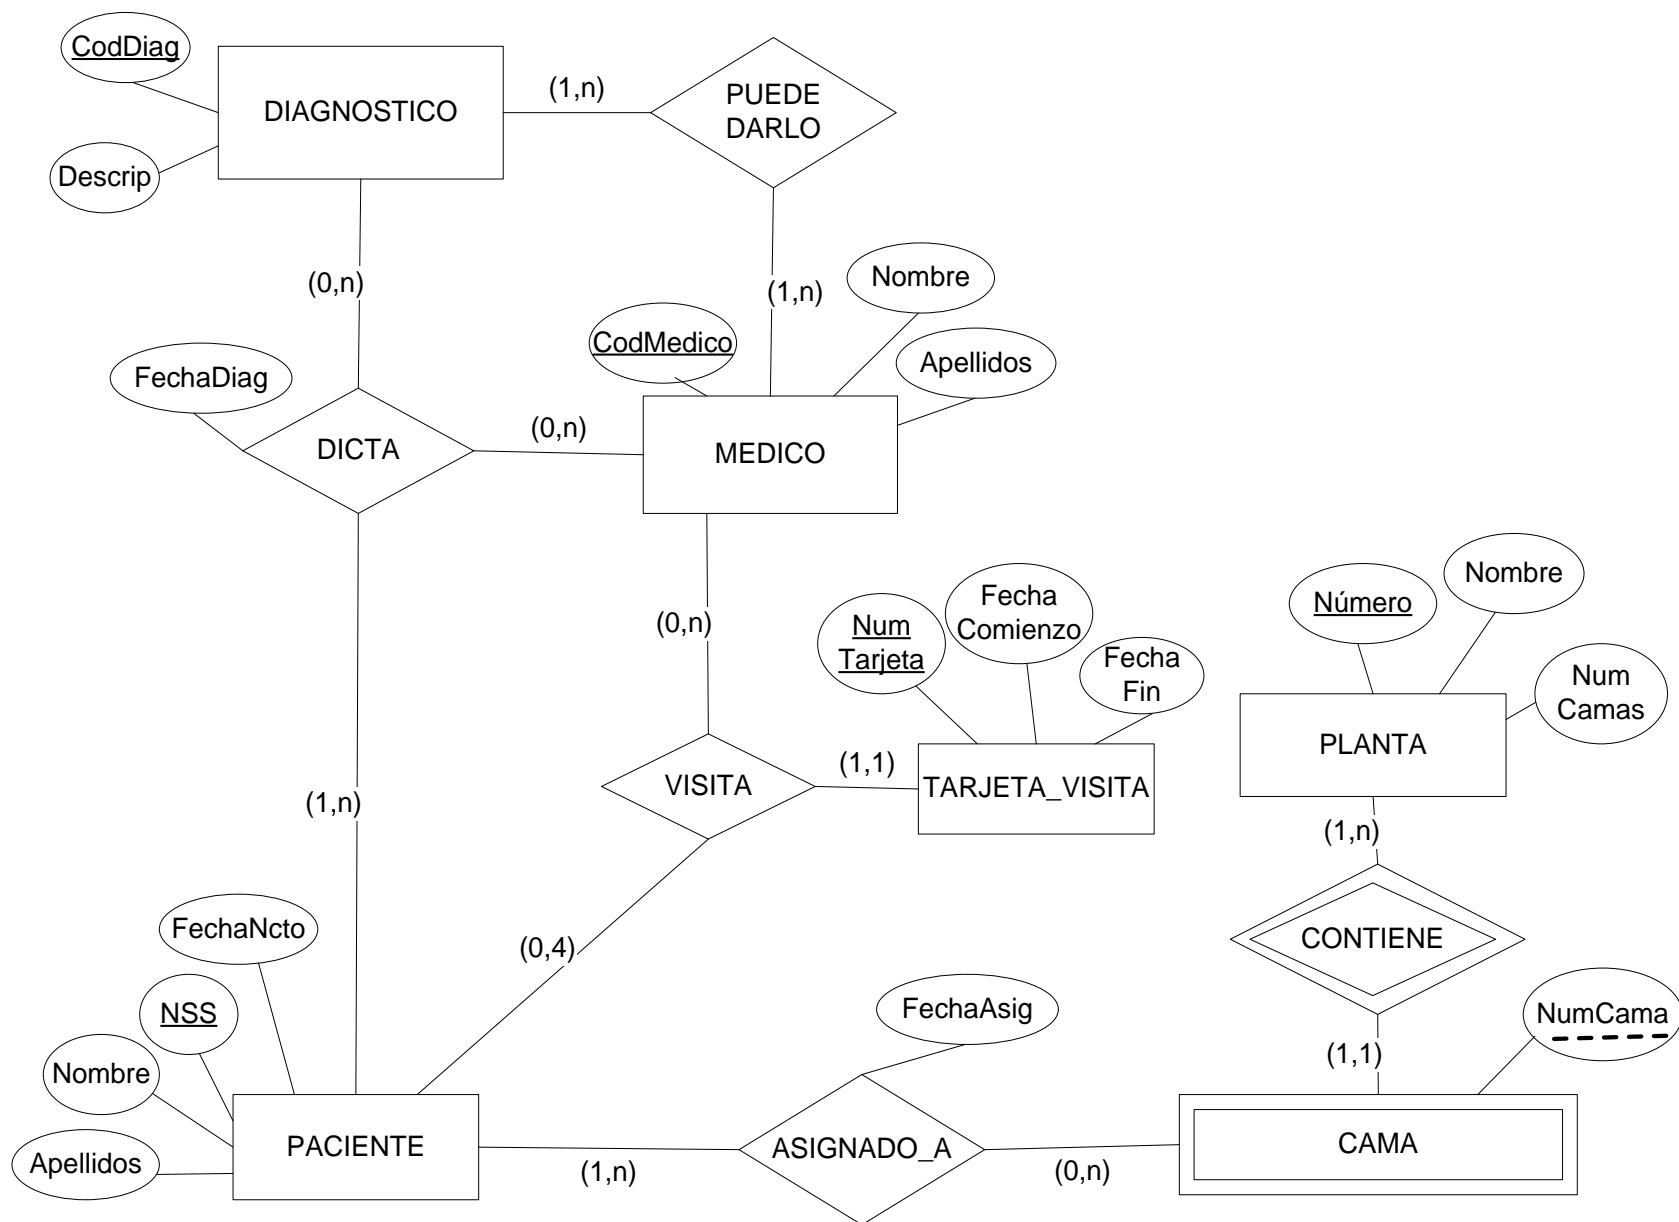 CodDiag
DIAGNOSTICO
Descrip
(1,n)
PUEDE
DARLO
(0,n)
(1,n)
Nombre
CodMedico
Apellidos
FechaDiag
DICTA
(0,n)
MEDICO
(0,n)
Num
Tarjeta
Fecha
Comienzo
Fecha
Fin
Número
Nombre
Num
Camas
(1,n)
VISITA
(1,1)
TARJETA_VISITA
PLANTA
(1,n)
FechaNcto
(0,4)
CONTIENE
NSS
FechaAsig
NumCama
(1,1)
Nombre
Apellidos
PACIENTE
(1,n)
ASIGNADO_A
(0,n)
CAMA